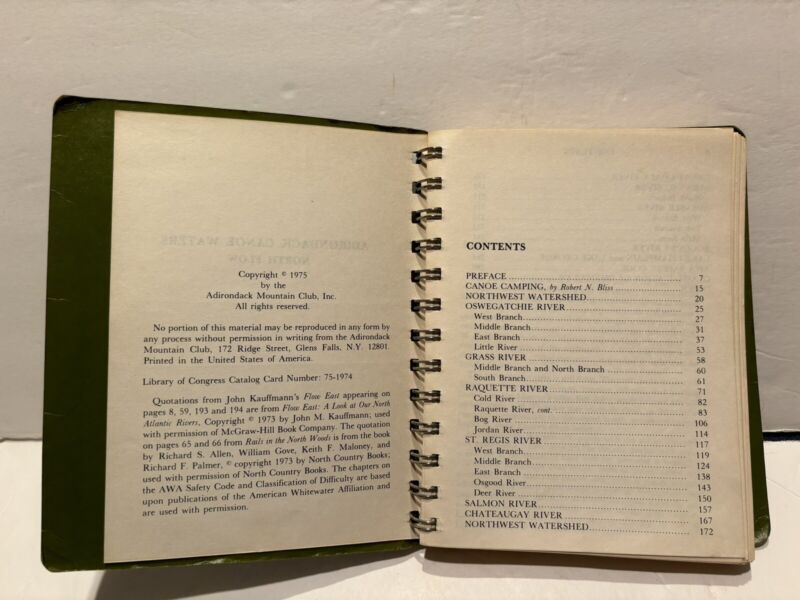 Copyright © 1975
by the
Adirondack Mountain Club, Inc.
All rights reserved.
No portion of this material may be reproduced in any form by
any process without permission in writing from the Adirondack
Mountain Club, 172 Ridge Street, Glens Falls, N.Y. 12801.
Printed in the United States of America.
Library of Congress Catalog Card Number: 75-1974
Quotations from John Kauffmann's Flow East appearing on
pages 8, 59, 193 and 194 are from Flow East: A Look at Our North
Atlantic Rivers, Copyright © 1973 by John M. Kauffmann; used
with permission of McGraw-Hill Book Company. The quotation
on pages 65 and 66 from Rails in the North Woods is from the book
by Richard S. Allen, William Gove, Keith F. Maloney, and
Richard F. Palmer, © copyright 1973 by North Country Books;
used with permission of North Country Books. The chapters on
the AWA Safety Code and Classification of Difficulty are based
upon publications of the American Whitewater Affiliation and
are used with permission.
CONTENTS
PREFACE 7
CANOE CAMPING, by Robert N. Bliss 15
NORTHWEST WATERSHED 20
OSWEGATCHIE RIVER 25
West Branch 27
Middle Branch 31
East Branch 37
Little River 53
GRASS RIVER 58
Middle Branch and North Branch 60
South Branch 61
RAQUETTE RIVER 71
Cold River 82
Raquette River, cont. 83
Bog River 106
Jordan River 114
ST. REGIS RIVER 117
West Branch 119
Middle Branch 124
East Branch 138
Osgood River 143
Deer River 150
SALMON RIVER 157
CHATEAUGAY RIVER 167
NORTHWEST WATERSHED 172